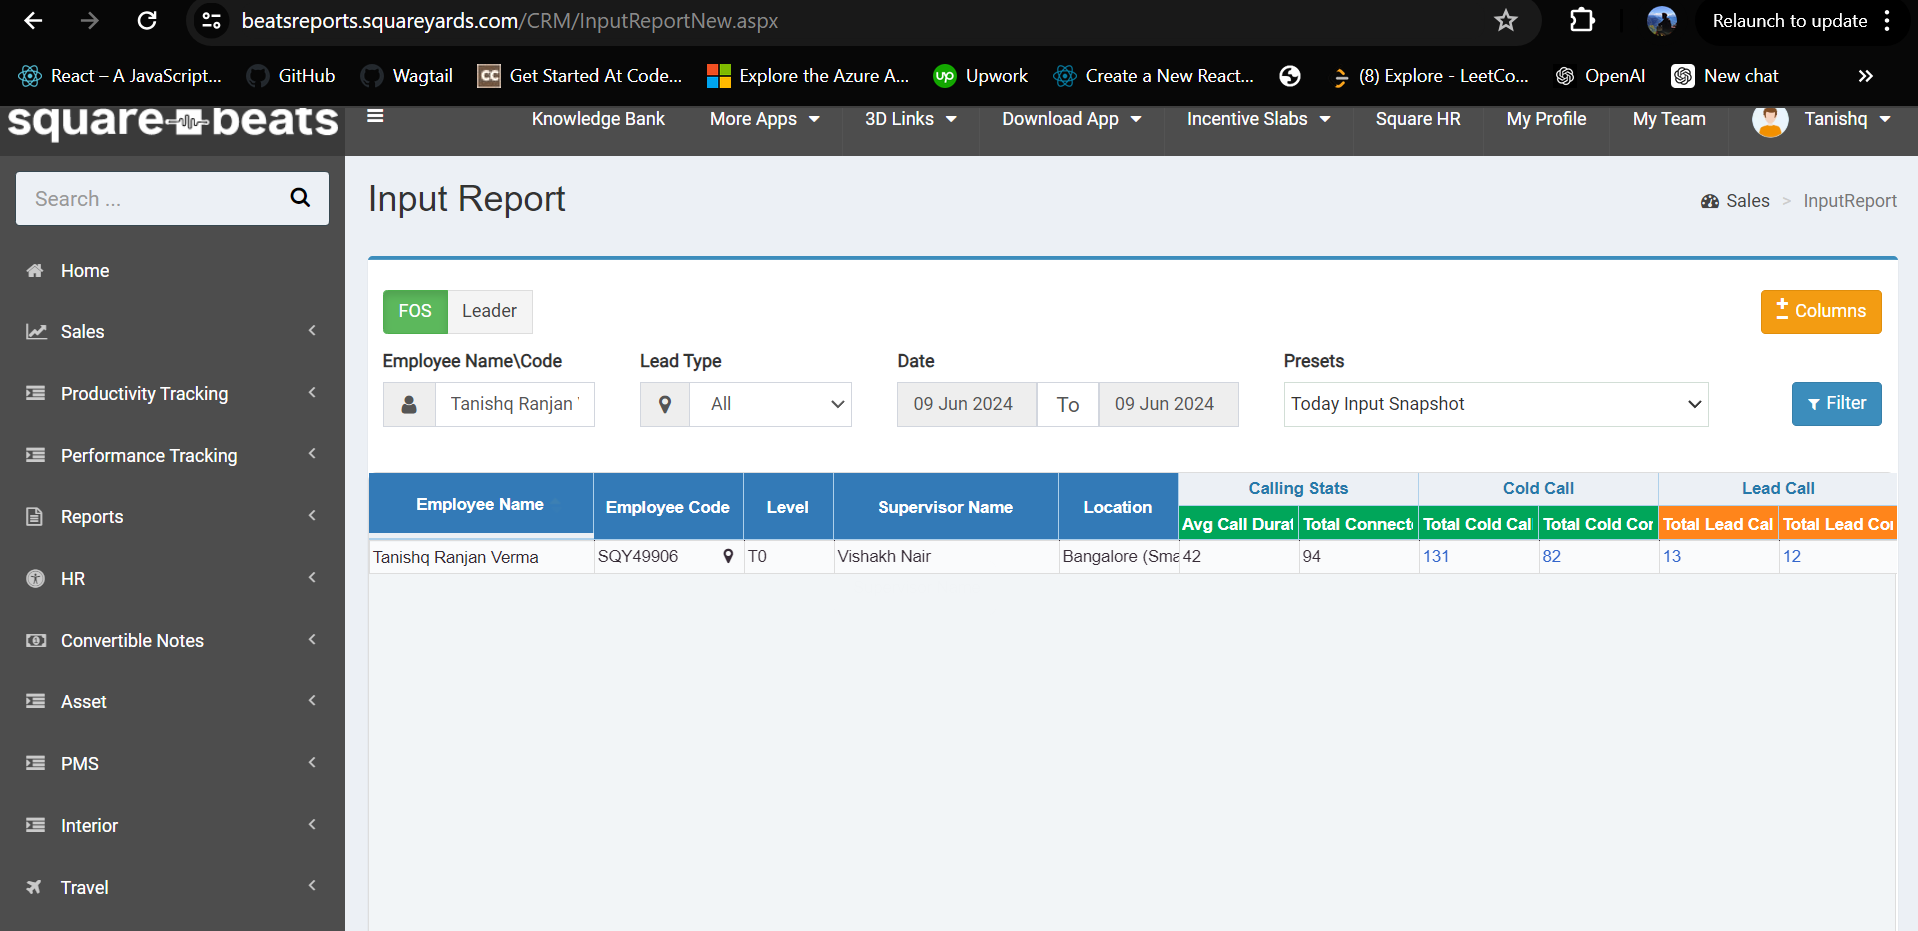 beatsreports.squareyards.com/CRM/InputReportNew.aspx
Relaunch to update
React – A JavaScript...
GitHub
Wagtail
CC
Get Started At Code...
Explore the Azure A...
up
Upwork
Create a New React...
(8) Explore - LeetCo...
OpenAI
New chat
square beats
Knowledge Bank
More Apps
3D Links
Download App
Incentive Slabs
Square HR
My Profile
My Team
Tanishq
Search ...
Home
Sales
Productivity Tracking
Performance Tracking
Reports
HR
Convertible Notes
Asset
PMS
Interior
Travel
Input Report
Sales > InputReport
FOS
Leader
Columns
Employee Name\Code
Lead Type
Date
Presets
Tanishq Ranjan
All
09 Jun 2024
To
09 Jun 2024
Today Input Snapshot
Filter
Employee Name
Employee Code
Level
Supervisor Name
Location
Calling Stats
Cold Call
Lead Call
Avg Call Durat
Total Connect
Total Cold Cal
Total Cold Cor
Total Lead Cal
Total Lead Cor
Tanishq Ranjan Verma
SQY49906
T0
Vishakh Nair
Bangalore (Sma
42
94
131
82
13
12